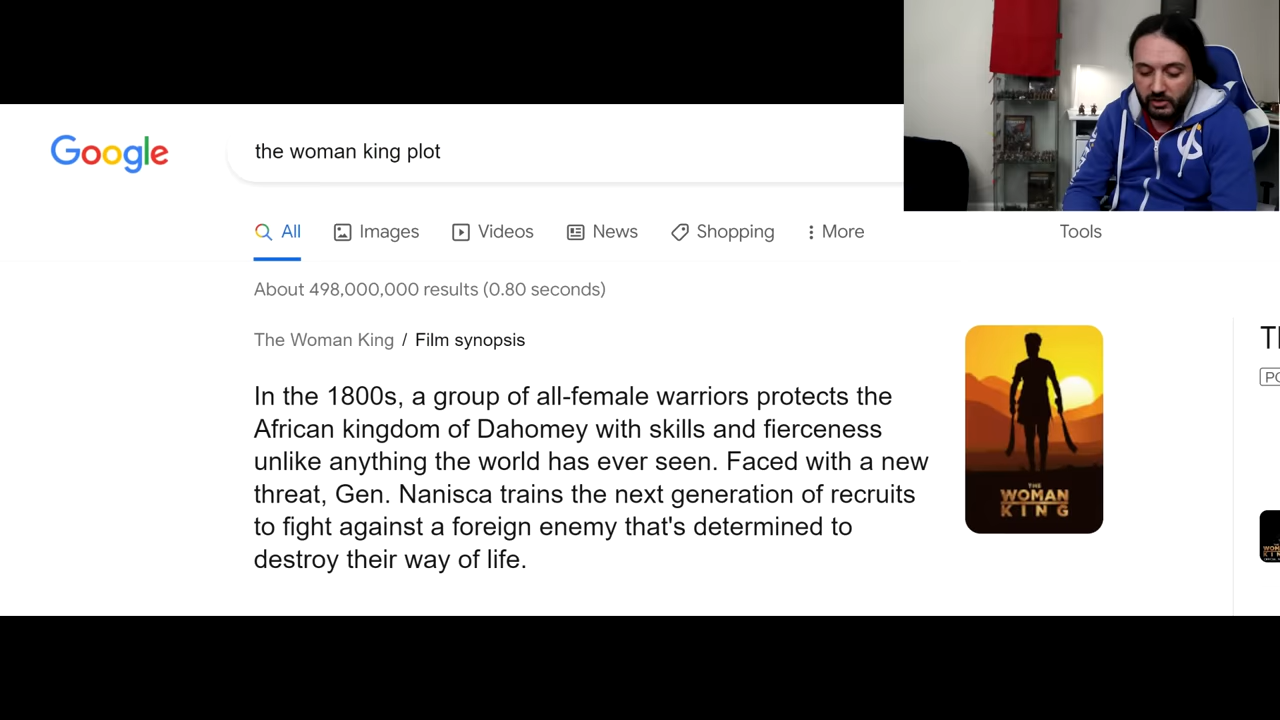 Google
the woman king plot
All Images Videos News Shopping More Tools
About 498,000,000 results (0.80 seconds)
The Woman King / Film synopsis
In the 1800s, a group of all-female warriors protects the
African kingdom of Dahomey with skills and fierceness
unlike anything the world has ever seen. Faced with a new
threat, Gen. Nanisca trains the next generation of recruits
to fight against a foreign enemy that's determined to
destroy their way of life.
THE
WOMAN
KING